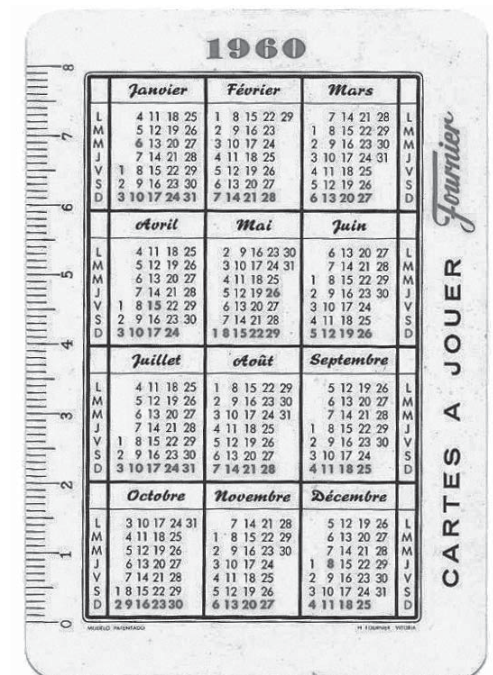 1960
Janvier Février Mars
L 4 11 18 25 1 8 15 22 29 7 14 21 28 L
M 5 12 19 26 2 9 16 23 1 8 15 22 29 M
M 6 13 20 27 3 10 17 24 2 9 16 23 30 M
J 7 14 21 28 4 11 18 25 3 10 17 24 31 J
V 1 8 15 22 29 5 12 19 26 4 11 18 25 V
S 2 9 16 23 30 6 13 20 27 5 12 19 26 S
D 3 10 17 24 31 7 14 21 28 6 13 20 27 D
Avril Mai Juin
L 4 11 18 25 2 9 16 23 30 6 13 20 27 L
M 5 12 19 26 3 10 17 24 31 7 14 21 28 M
M 6 13 20 27 4 11 18 25 1 8 15 22 29 M
J 7 14 21 28 5 12 19 26 2 9 16 23 30 J
V 1 8 15 22 29 6 13 20 27 3 10 17 24 V
S 2 9 16 23 30 7 14 21 28 4 11 18 25 S
D 3 10 17 24 1 8 15 22 29 5 12 19 26 D
Juillet Août Septembre
L 4 11 18 25 1 8 15 22 29 5 12 19 26 L
M 5 12 19 26 2 9 16 23 30 6 13 20 27 M
M 6 13 20 27 3 10 17 24 31 7 14 21 28 M
J 7 14 21 28 4 11 18 25 1 8 15 22 29 J
V 1 8 15 22 29 5 12 19 26 2 9 16 23 30 V
S 2 9 16 23 30 6 13 20 27 3 10 17 24 S
D 3 10 17 24 31 7 14 21 28 4 11 18 25 D
Octobre Novembre Décembre
L 3 10 17 24 31 7 14 21 28 5 12 19 26 L
M 4 11 18 25 1 8 15 22 29 6 13 20 27 M
M 5 12 19 26 2 9 16 23 30 7 14 21 28 M
J 6 13 20 27 3 10 17 24 1 8 15 22 29 J
V 7 14 21 28 4 11 18 25 2 9 16 23 30 V
S 1 8 15 22 29 5 12 19 26 3 10 17 24 31 S
D 2 9 16 23 30 6 13 20 27 4 11 18 25 D
MODELO PATENTADO H. FOURNIER VITORIA
0 1 2 3 4 5 6 7 8
CARTES A JOUER Fournier